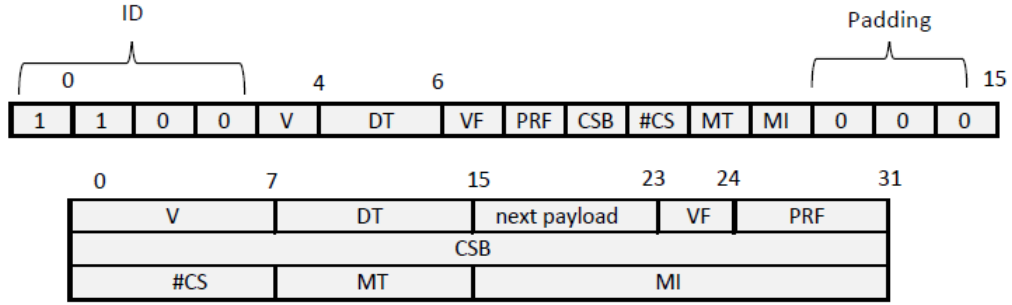 ID Padding
0 4 6 15
1 1 0 0 V DT VF PRF CSB #CS MT MI 0 0 0
0 7 15 23 24 31
V DT next payload VF PRF
CSB
#CS MT MI